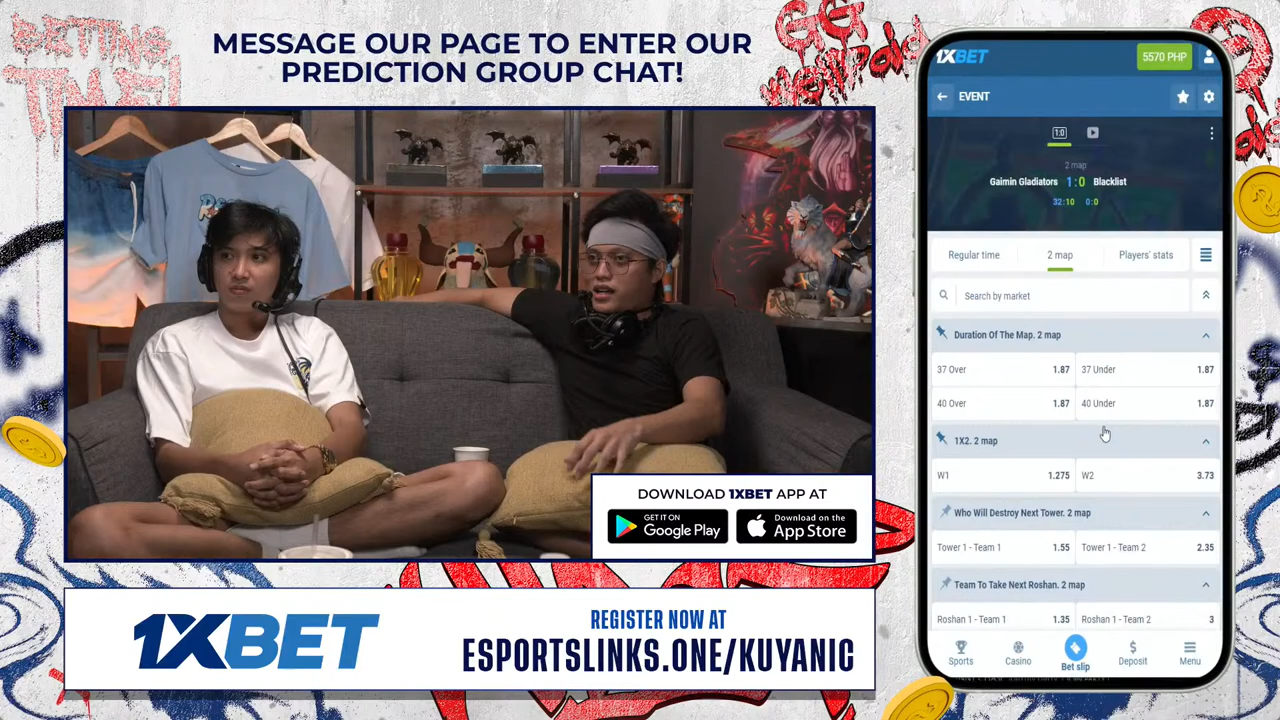 BETTING
TIME!
MESSAGE OUR PAGE TO ENTER OUR
PREDICTION GROUP CHAT!
GG
DOWNLOAD 1XBET APP AT
GET IT ON
Google Play
Download on the
App Store
1XBET
REGISTER NOW AT
ESPORTSLINKS.ONE/KUYANIC
1XBET
5570 PHP
EVENT
1:0
2 map
Gaimin Gladiators 1:0 Blacklist
32:10 0:0
Regular time 2 map Players' stats
Search by market
Duration Of The Map. 2 map
37 Over 1.87 37 Under 1.87
40 Over 1.87 40 Under 1.87
1X2. 2 map
W1 1.275 W2 3.73
Who Will Destroy Next Tower. 2 map
Tower 1 - Team 1 1.55 Tower 1 - Team 2 2.35
Team To Take Next Roshan. 2 map
Roshan 1 - Team 1 1.35 Roshan 1 - Team 2 3
Sports Casino Bet slip Deposit Menu